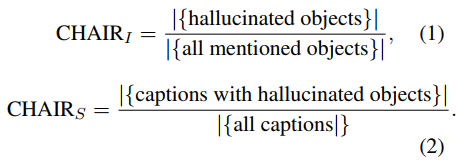 CHAIR_I = |{hallucinated objects}| / |{all mentioned objects}|, (1)
CHAIR_S = |{captions with hallucinated objects}| / |{all captions|}.
(2)